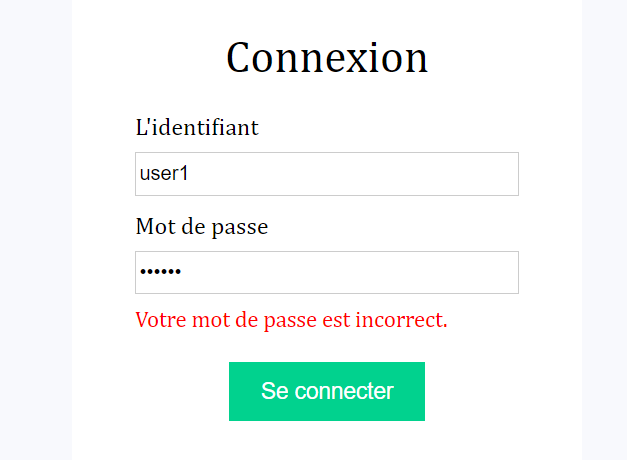 Connexion
L'identifiant
user1
Mot de passe
••••••
Votre mot de passe est incorrect.
Se connecter